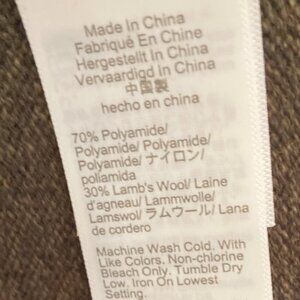 Made In China
Fabriqué En Chine
Hergestellt In China
Vervaardigd In China
中国製
hecho en china
70% Polyamide/
Polyamide/ Polyamid/
Polyamide/ ナイロン/
poliamida
30% Lamb's Wool/ Laine
d'agneau/ Lammwolle/
Lamswol/ ラムウール/ Lana
de cordero
Machine Wash Cold. With
Like Colors. Non-chlorine
Bleach Only. Tumble Dry
Low. Iron On Lowest
Setting.